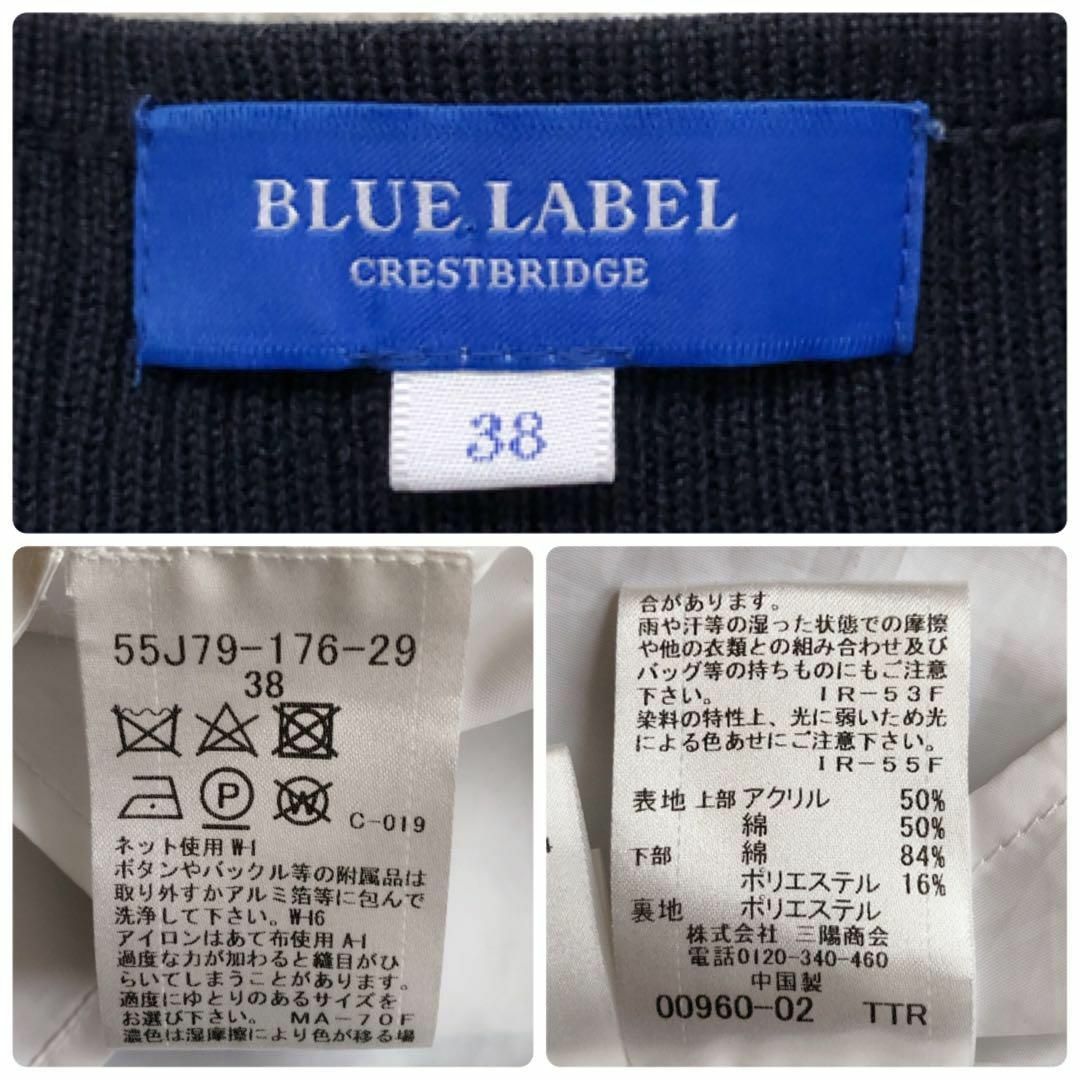 BLUE LABEL
CRESTBRIDGE
38
55J79-176-29
38
P
W
C-019
ネット使用 W-1
ボタンやバックル等の附属品は
取り外すかアルミ箔等に包んで
洗浄して下さい。W-16
アイロンはあて布使用 A-1
過度な力が加わると縫目がひ
らいてしまうことがあります。
適度にゆとりのあるサイズを
お選び下さい。 MA-70F
濃色は湿摩擦により色が移る場
合があります。
雨や汗等の湿った状態での摩擦
や他の衣類との組み合わせ及び
バッグ等の持ちものにもご注意
下さい。 IR-53F
染料の特性上、光に弱いため光
による色あせにご注意下さい。
IR-55F
表地 上部 アクリル 50%
綿 50%
下部 綿 84%
ポリエステル 16%
裏地 ポリエステル
株式会社 三陽商会
電話0120-340-460
中国製
00960-02 TTR